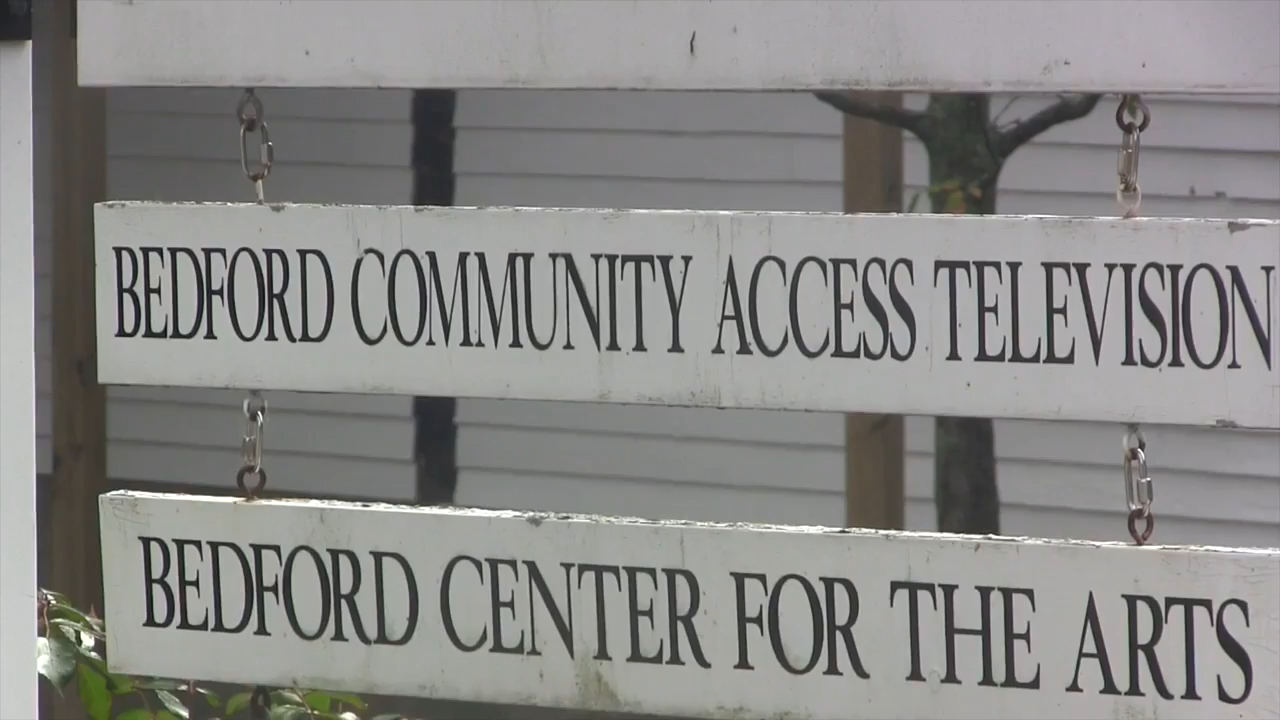 BEDFORD COMMUNITY ACCESS TELEVISION
BEDFORD CENTER FOR THE ARTS